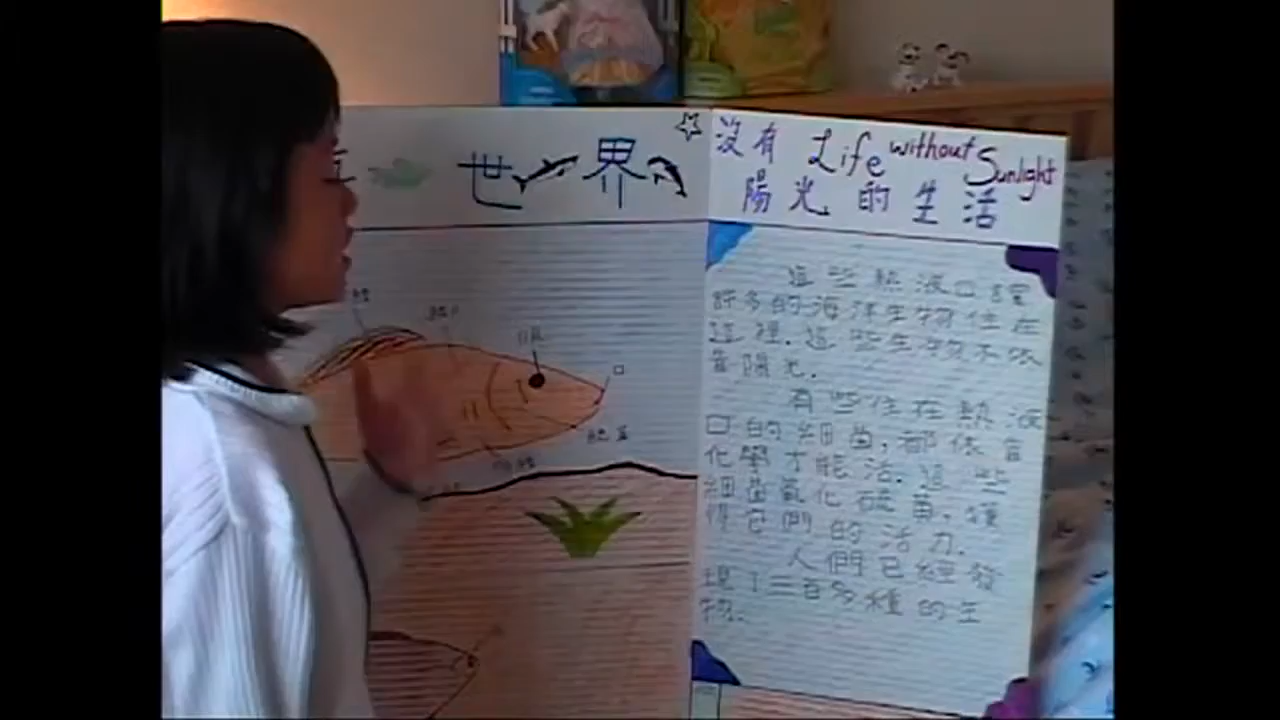 世界
沒有 Life without Sunlight
陽光的生活
眼
口
這些熱液口讓
許多的海洋生物住在
這裡. 這些生物不依
靠陽光.
有些住在熱液
口的細菌, 都依靠
化學才能活. 這些
細菌氧化硫黃, 獲
得它們的活力.
人們已經發
現了三百多種的生
物.